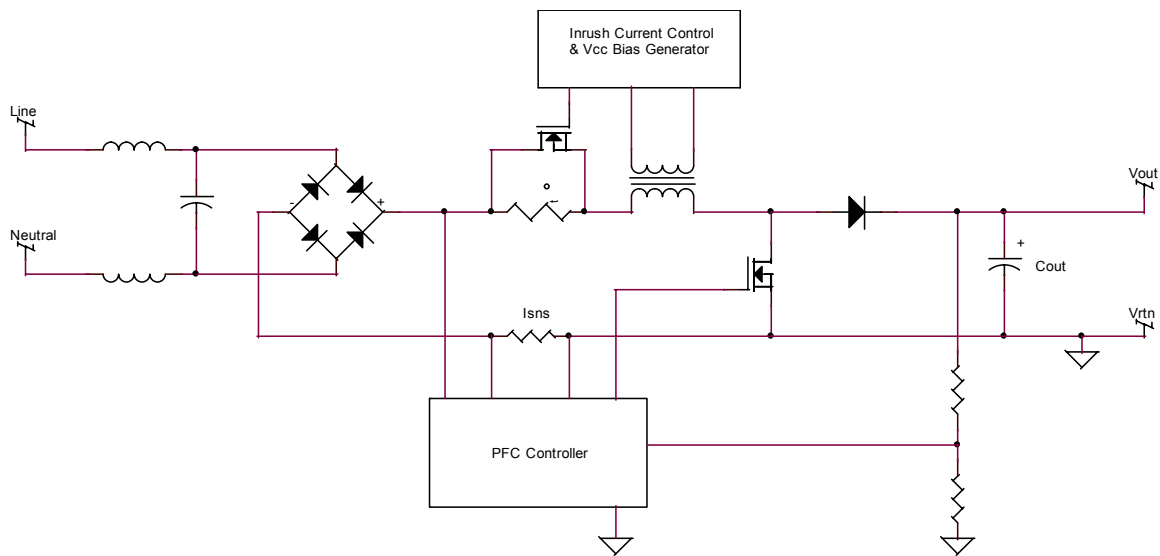 Inrush Current Control
& Vcc Bias Generator
Line
Neutral
-
+
t
°
Vout
+
Cout
Isns
Vrtn
PFC Controller